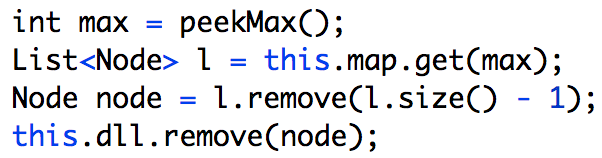 int max = peekMax();
List<Node> l = this.map.get(max);
Node node = l.remove(l.size() - 1);
this.dll.remove(node);